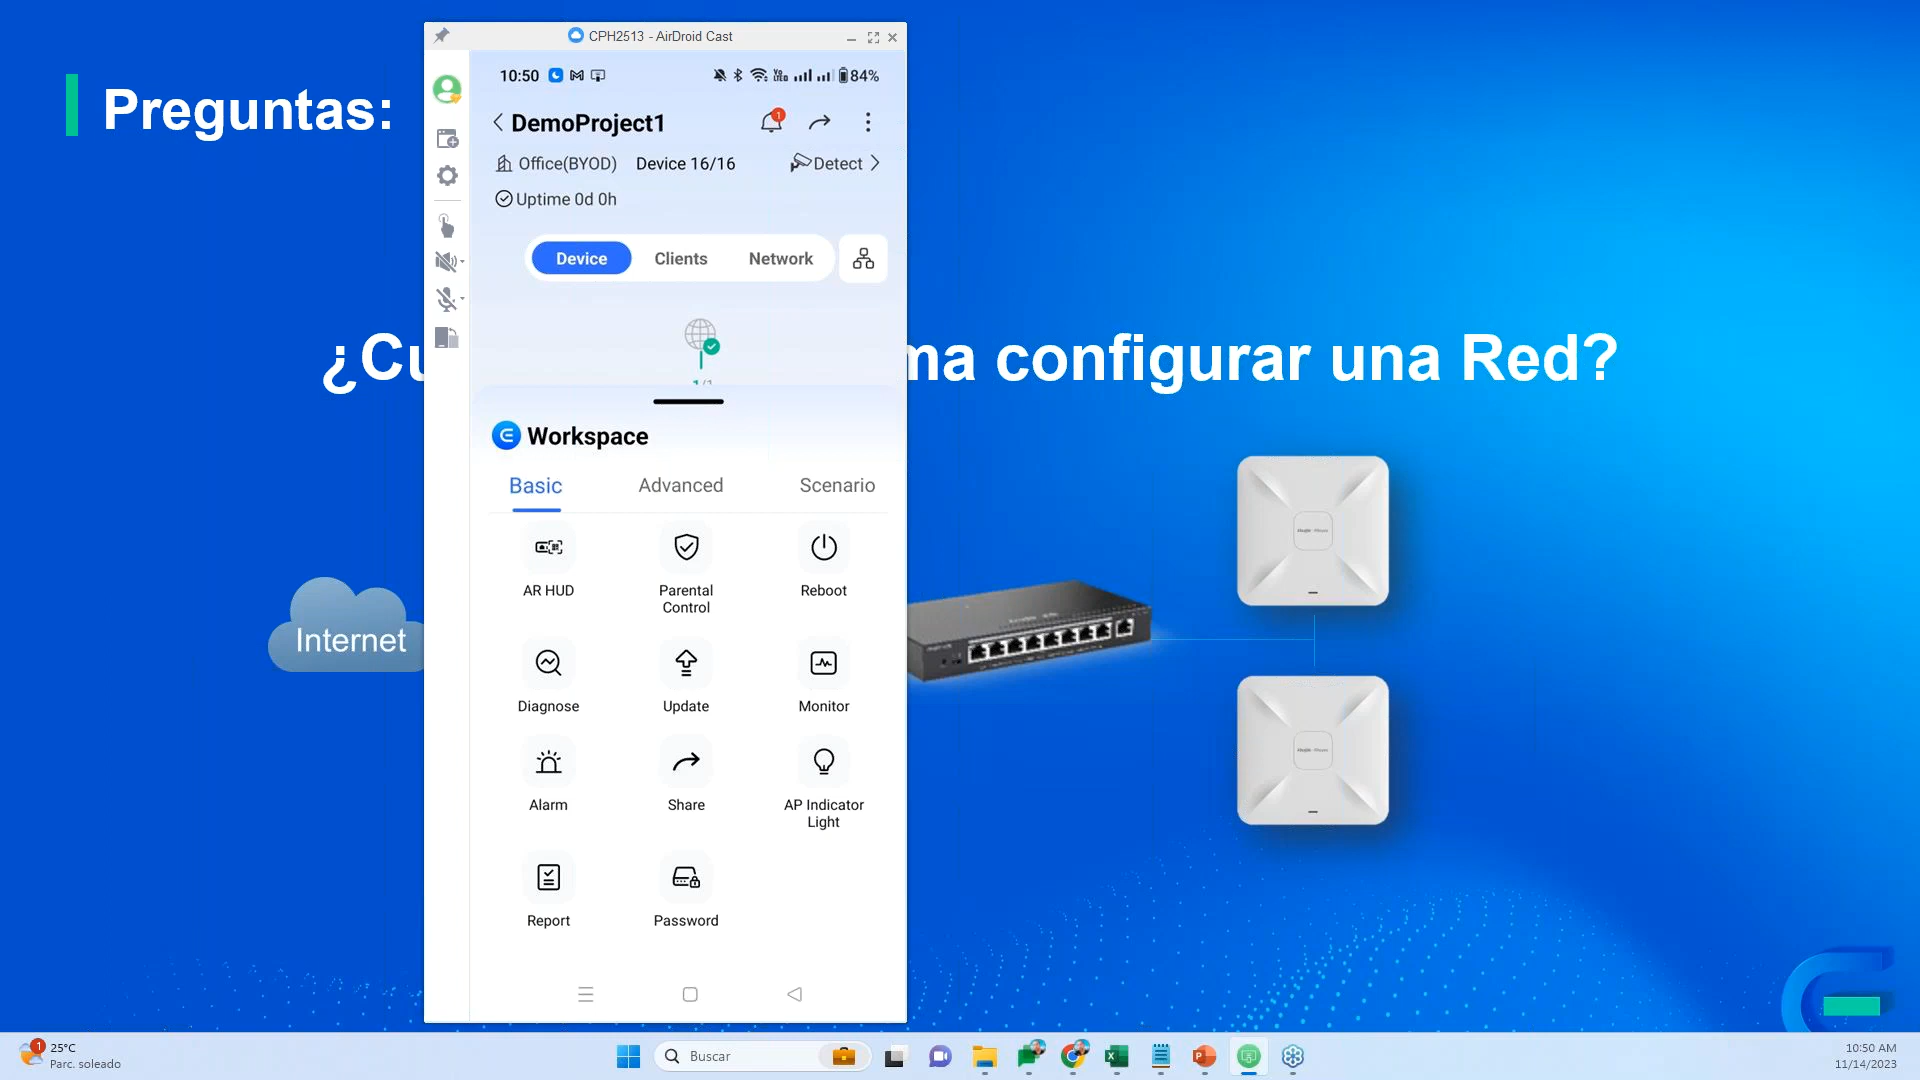 CPH2513 - AirDroid Cast
Preguntas:
10:50
84%
DemoProject1
1
Office(BYOD) Device 16/16 Detect
Uptime 0d 0h
Device Clients Network
¿Cu
ma configurar una Red?
Workspace
Basic Advanced Scenario
AR HUD
Parental
Control
Reboot
Internet
Diagnose Update Monitor
Alarm Share
AP Indicator
Light
Report Password
1
25°C
Parc. soleado
Buscar
10:50 AM
11/14/2023